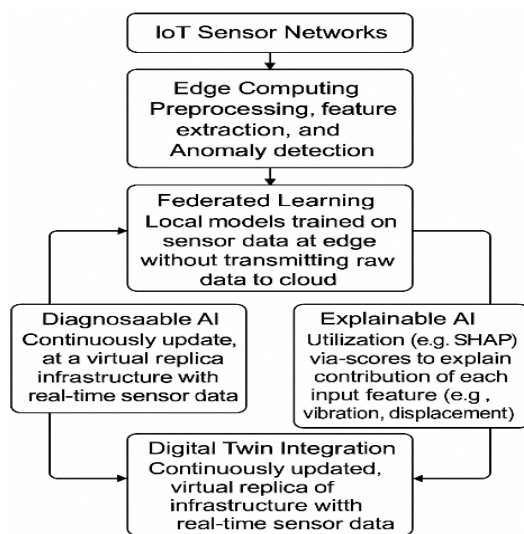 IoT Sensor Networks
Edge Computing
Preprocessing, feature
extraction, and
Anomaly detection
Federated Learning
Local models trained on
sensor data at edge
without transmitting raw
data to cloud
Diagnosaable AI
Continuously update,
at a virtual replica
infrastructure with
real-time sensor data
Explainable AI
Utilization (e.g. SHAP)
via-scores to explain
contribution of each
input feature (e.g.,
vibration, displacement)
Digital Twin Integration
Continuously updated,
virtual replica of
infrastructure witth
real-time sensor data